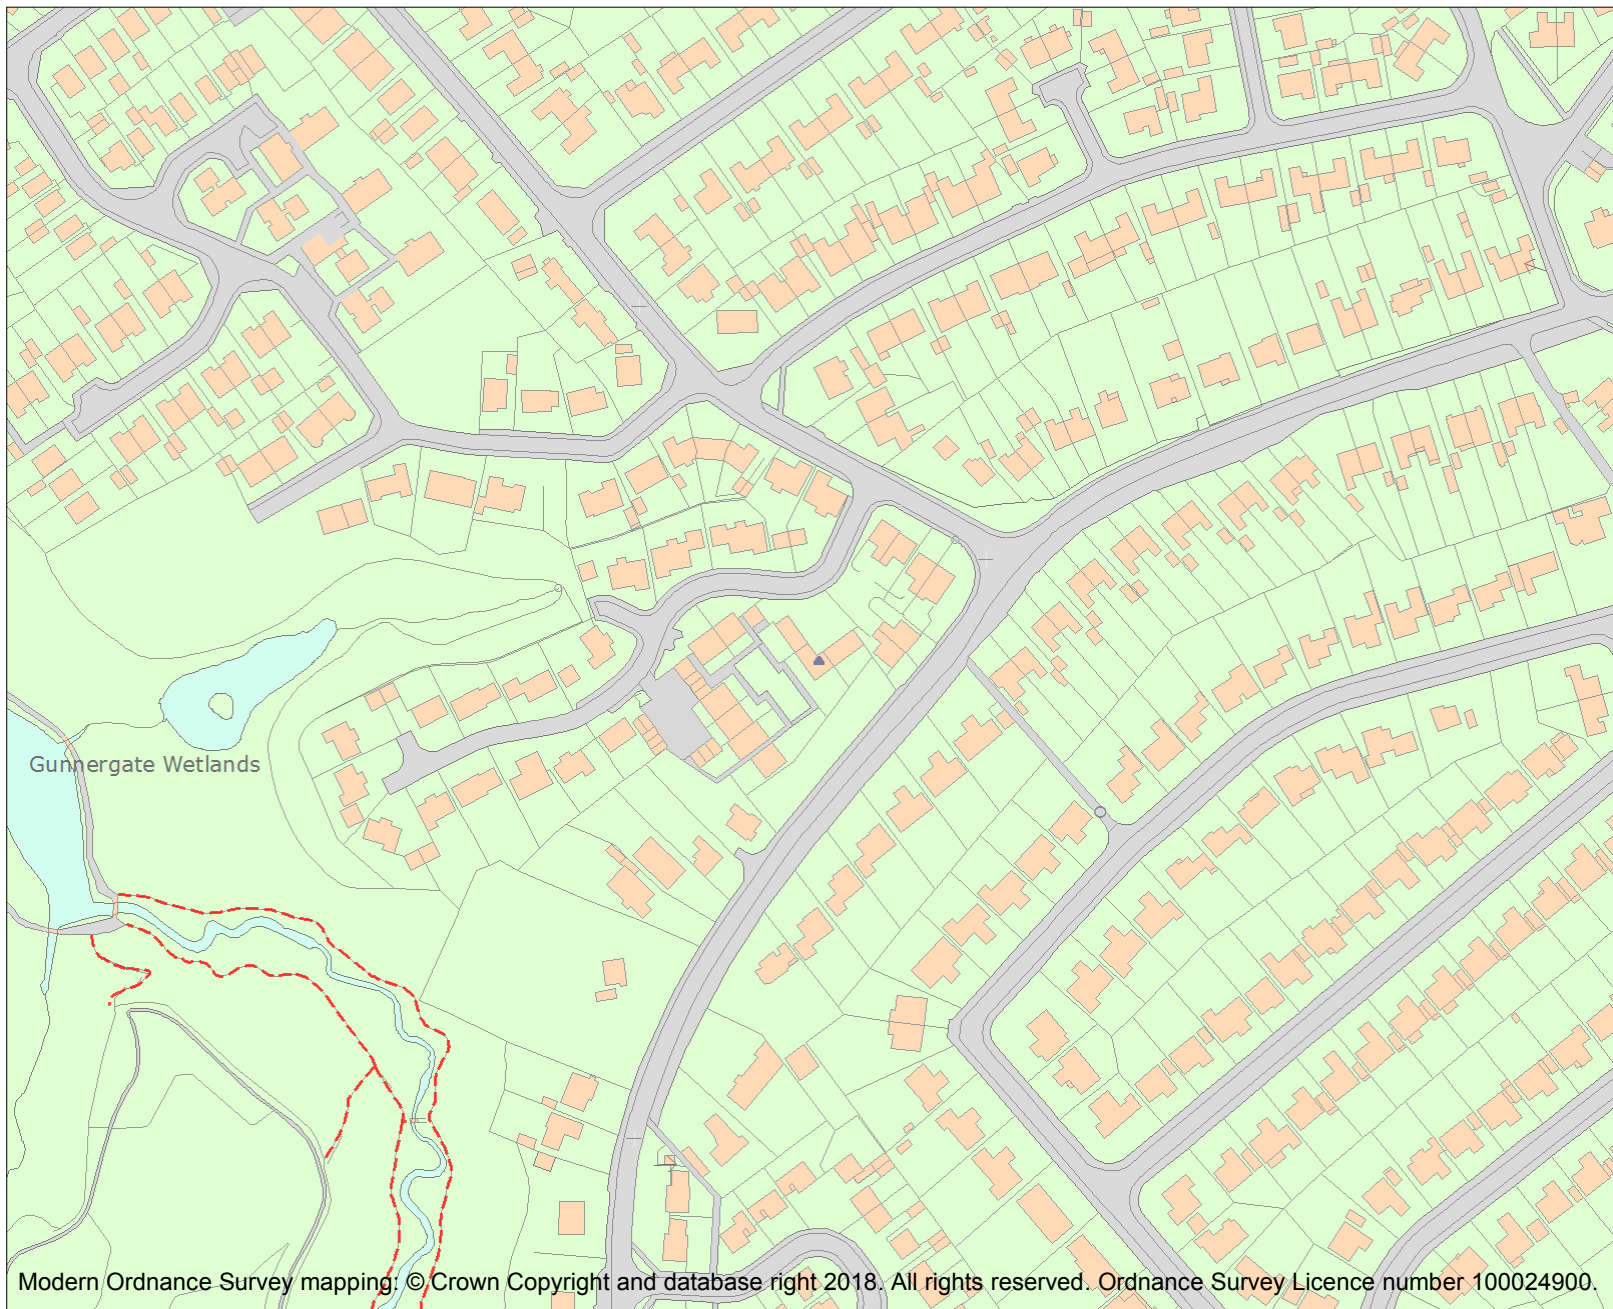 Gunnergate Wetlands
Modern Ordnance Survey mapping: © Crown Copyright and database right 2018. All rights reserved. Ordnance Survey Licence number 100024900.